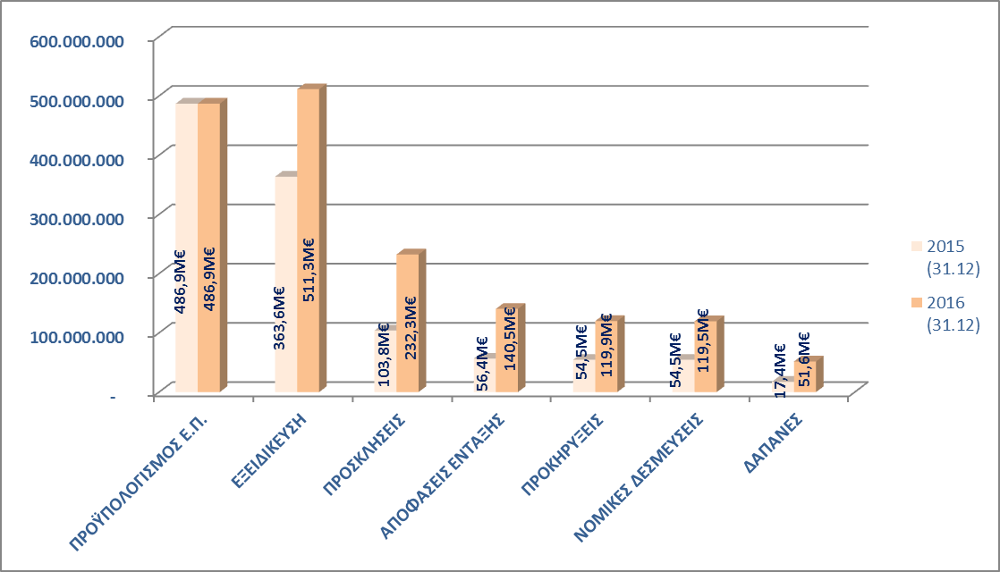 600.000.000
500.000.000
400.000.000
300.000.000
200.000.000
100.000.000
-
486,9M€
486,9M€
363,6M€
511,3M€
103,8M€
232,3M€
56,4M€
140,5M€
54,5M€
119,9M€
54,5M€
119,5M€
17,4M€
51,6M€
ΠΡΟΫΠΟΛΟΓΙΣΜΟΣ Ε.Π.
ΕΞΕΙΔΙΚΕΥΣΗ
ΠΡΟΣΚΛΗΣΕΙΣ
ΑΠΟΦΑΣΕΙΣ ΕΝΤΑΞΗΣ
ΠΡΟΚΗΡΥΞΕΙΣ
ΝΟΜΙΚΕΣ ΔΕΣΜΕΥΣΕΙΣ
ΔΑΠΑΝΕΣ
2015
(31.12)
2016
(31.12)